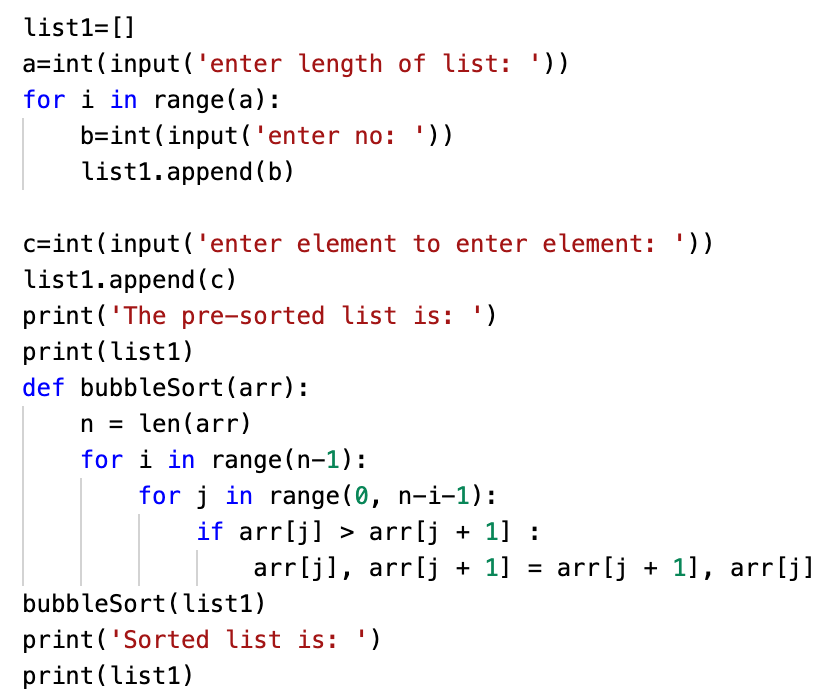 list1=[]
a=int(input('enter length of list: '))
for i in range(a):
    b=int(input('enter no: '))
    list1.append(b)

c=int(input('enter element to enter element: '))
list1.append(c)
print('The pre-sorted list is: ')
print(list1)
def bubbleSort(arr):
    n = len(arr)
    for i in range(n-1):
        for j in range(0, n-i-1):
            if arr[j] > arr[j + 1] :
                arr[j], arr[j + 1] = arr[j + 1], arr[j]
bubbleSort(list1)
print('Sorted list is: ')
print(list1)